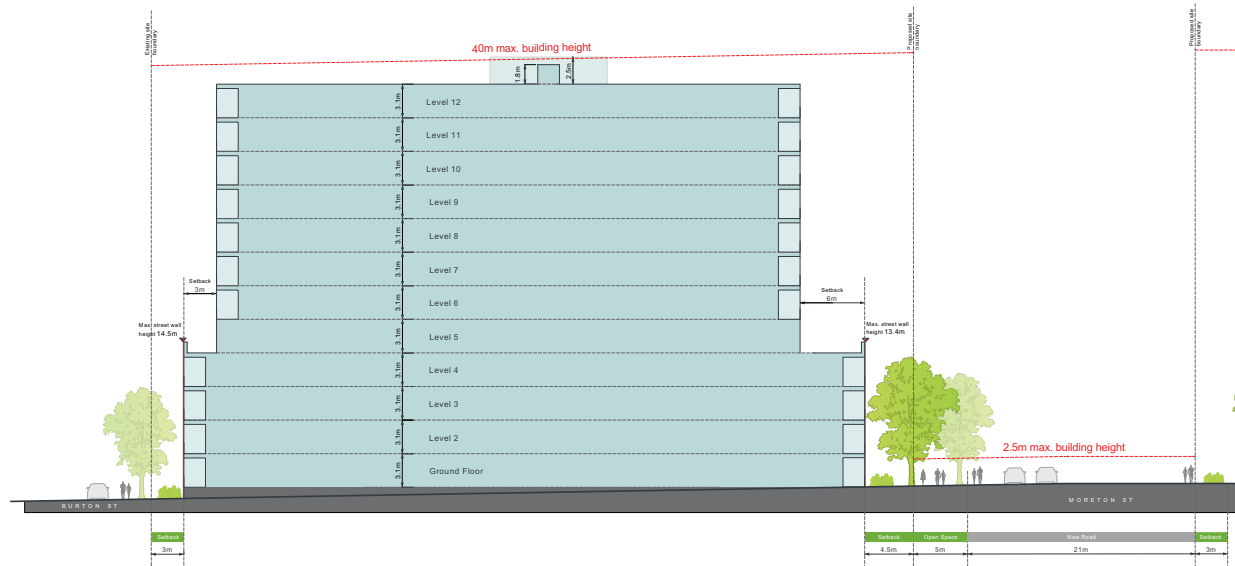 Existing site
boundary
Proposed site
boundary
Proposed site
boundary
40m max. building height
1.8m
2.5m
3.1m
Level 12
3.1m
Level 11
3.1m
Level 10
3.1m
Level 9
3.1m
Level 8
3.1m
Level 7
Setback
3m
Setback
6m
3.1m
Level 6
Max. street wall
height 14.5m
Max. street wall
height 13.4m
3.1m
Level 5
3.1m
Level 4
3.1m
Level 3
3.1m
Level 2
2.5m max. building height
3.1m
Ground Floor
BURTON ST
MORETON ST
Setback
Setback
Open Space
New Road
Setback
3m
4.5m
5m
21m
3m